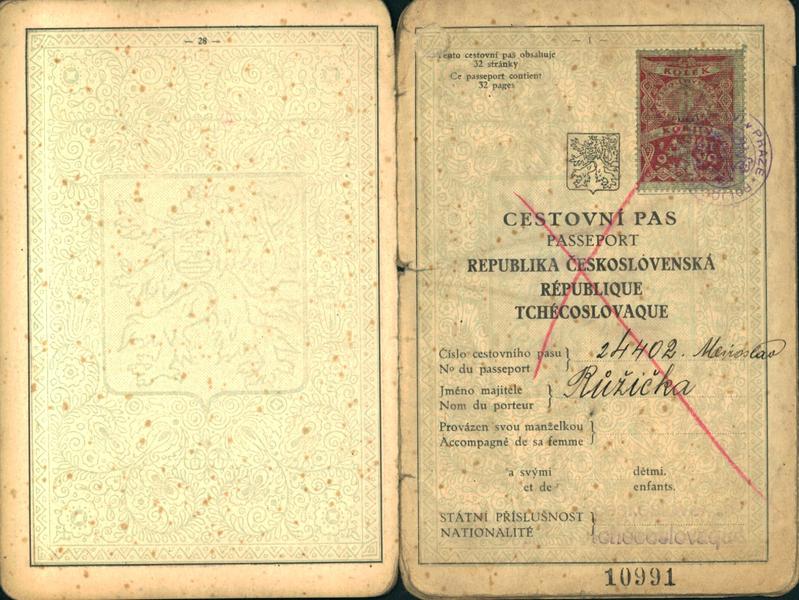 — 28 —
— 1 —
Tento cestovní pas obsahuje
32 stránky
Ce passeport contient
32 pages
KOLEK
V PRAZE
CESTOVNÍ PAS
PASSEPORT
REPUBLIKA ČESKOSLOVENSKÁ
RÉPUBLIQUE
TCHÉCOSLOVAQUE
Číslo cestovního pasu } 24402. Miroslav
No du passeport
Jméno majitele } Růžička
Nom du porteur
Provázen svou manželkou }
Accompagné de sa femme
a svými dětmi.
et de enfants.
STÁTNÍ PŘÍSLUŠNOST }
NATIONALITÉ tchécoslovaque
10991